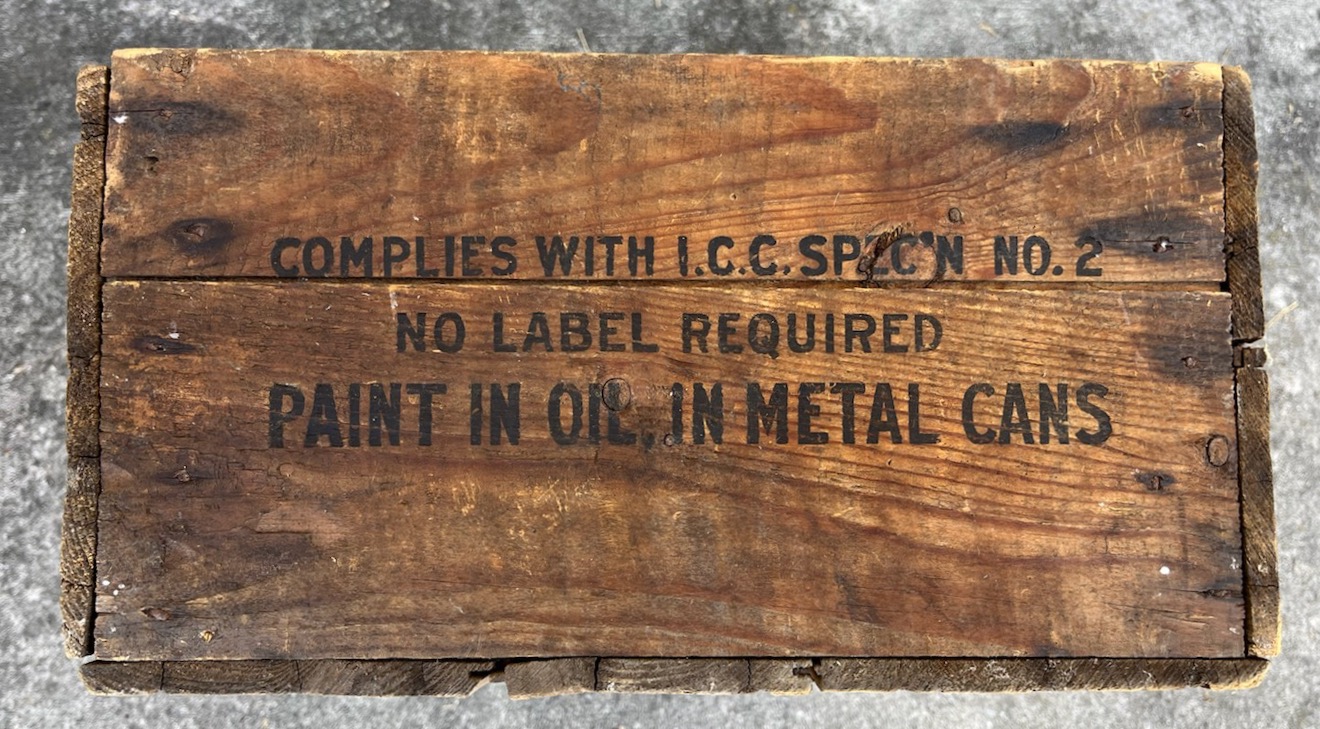 COMPLIES WITH I.C.C. SPEC'N NO. 2
NO LABEL REQUIRED
PAINT IN OIL, IN METAL CANS